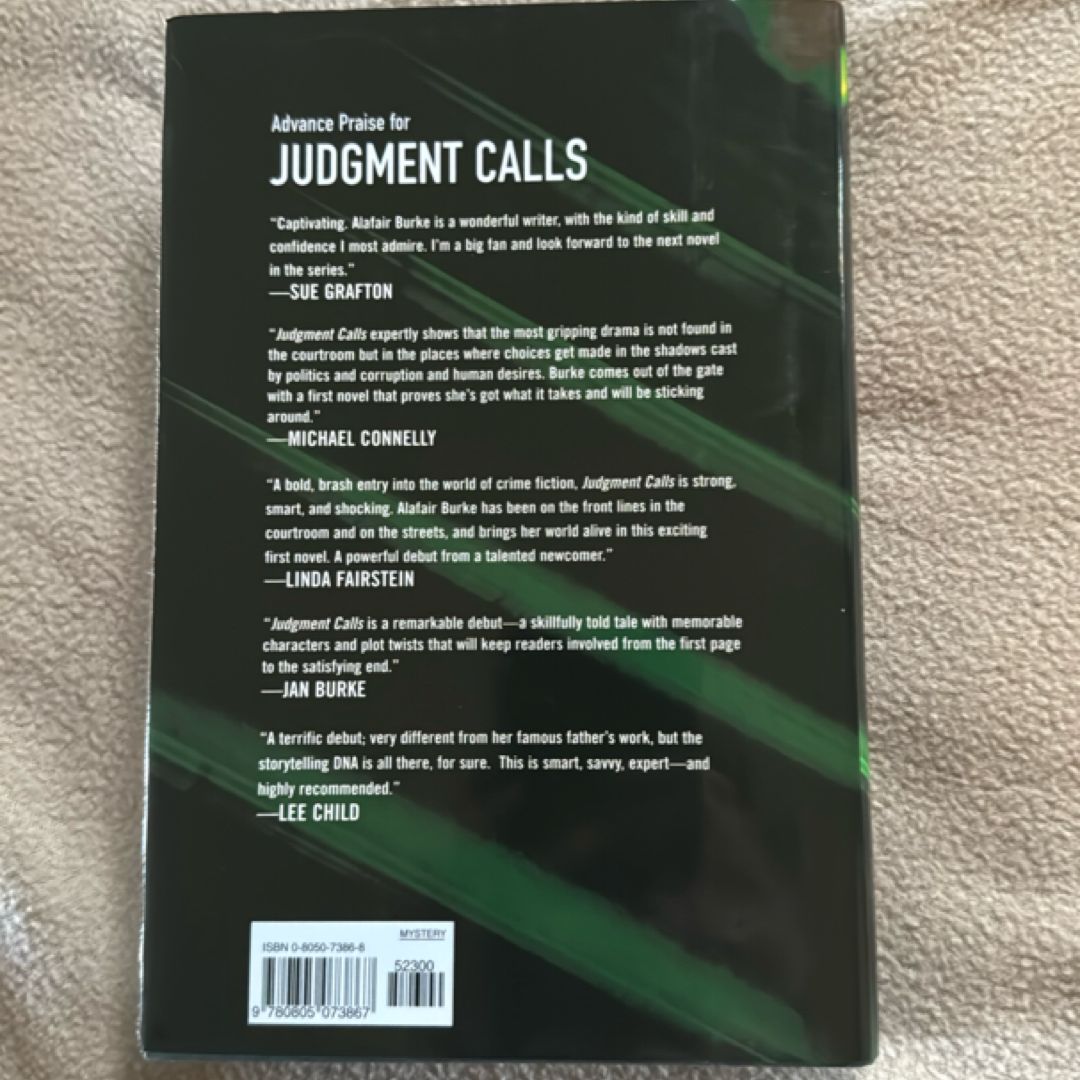 Advance Praise for
JUDGMENT CALLS
"Captivating. Alafair Burke is a wonderful writer, with the kind of skill and
confidence I most admire. I'm a big fan and look forward to the next novel
in the series."
—SUE GRAFTON
"Judgment Calls expertly shows that the most gripping drama is not found in
the courtroom but in the places where choices get made in the shadows cast
by politics and corruption and human desires. Burke comes out of the gate
with a first novel that proves she's got what it takes and will be sticking
around."
—MICHAEL CONNELLY
"A bold, brash entry into the world of crime fiction, Judgment Calls is strong,
smart, and shocking. Alafair Burke has been on the front lines in the
courtroom and on the streets, and brings her world alive in this exciting
first novel. A powerful debut from a talented newcomer."
—LINDA FAIRSTEIN
"Judgment Calls is a remarkable debut—a skillfully told tale with memorable
characters and plot twists that will keep readers involved from the first page
to the satisfying end."
—JAN BURKE
"A terrific debut; very different from her famous father's work, but the
storytelling DNA is all there, for sure. This is smart, savvy, expert—and
highly recommended."
—LEE CHILD
MYSTERY
ISBN 0-8050-7386-8
52300
9 780805 073867